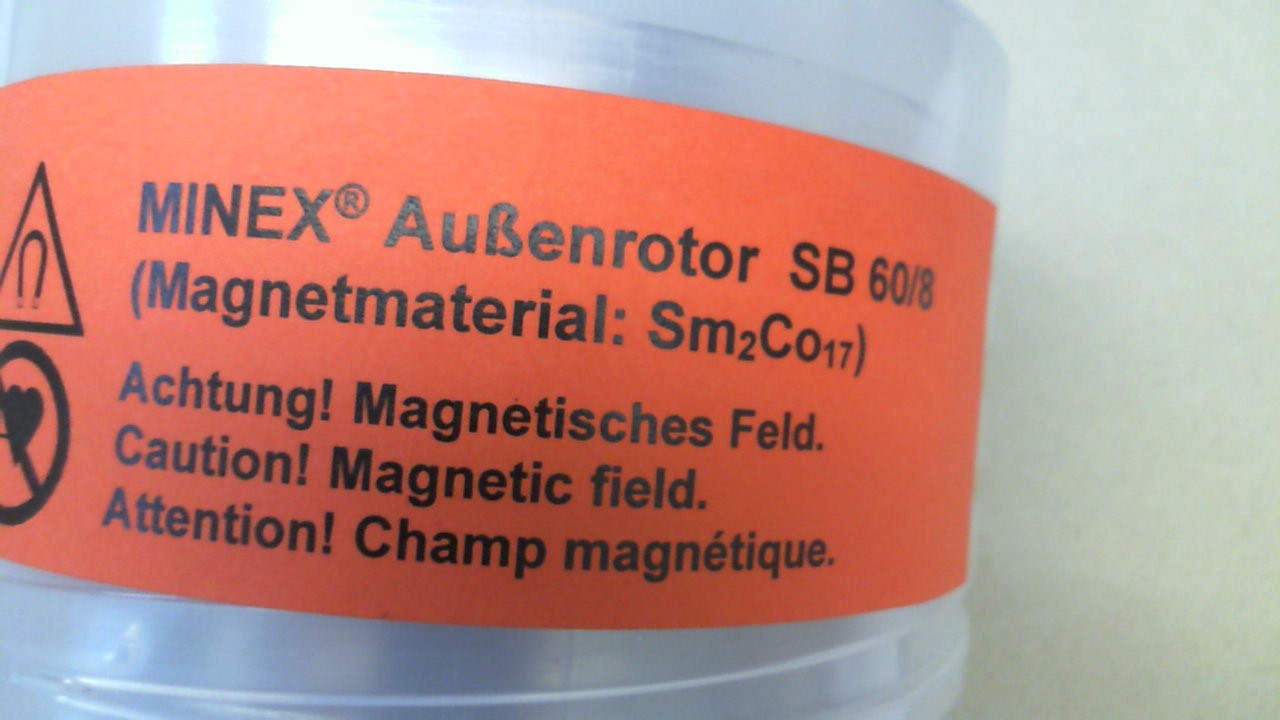 MINEX® Außenrotor SB 60/8
(Magnetmaterial: Sm₂Co₁₇)
Achtung! Magnetisches Feld.
Caution! Magnetic field.
Attention! Champ magnétique.